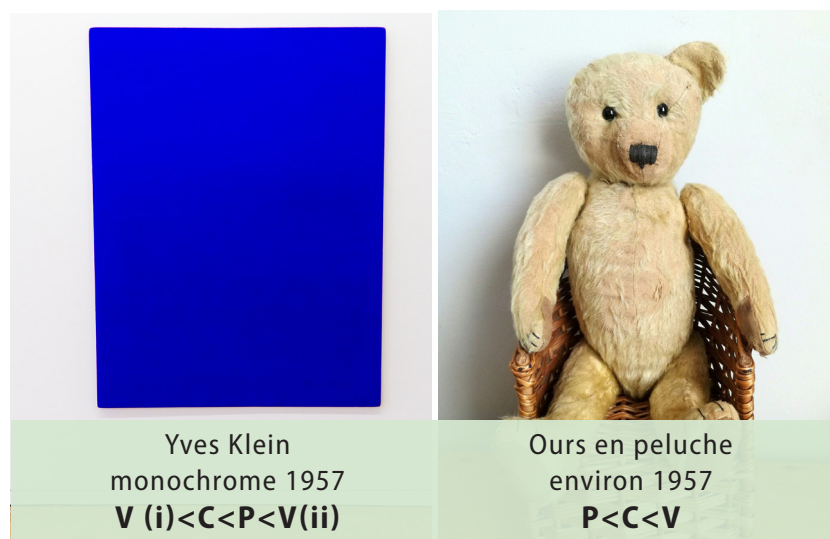 Yves Klein
monochrome 1957
V (i)<C<P<V(ii)
Ours en peluche
environ 1957
P<C<V